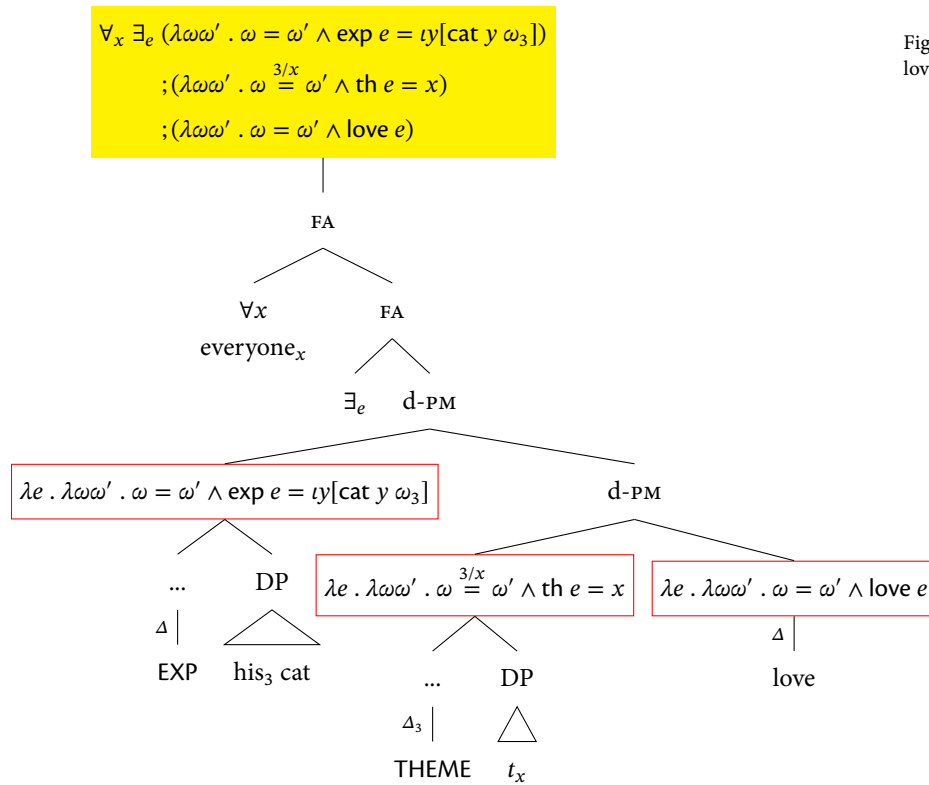 ∀ₓ ∃ₑ (λωω′ . ω = ω′ ∧ exp e = ιy[cat y ω₃])
Fig
;(λωω′ . ω =^{3/x} ω′ ∧ th e = x)
lov
;(λωω′ . ω = ω′ ∧ love e)
FA
∀x FA
everyoneₓ
∃ₑ d-PM
λe . λωω′ . ω = ω′ ∧ exp e = ιy[cat y ω₃] d-PM
... DP λe . λωω′ . ω =^{3/x} ω′ ∧ th e = x λe . λωω′ . ω = ω′ ∧ love e
Δ Δ
EXP his₃ cat ... DP love
Δ₃
THEME tₓ